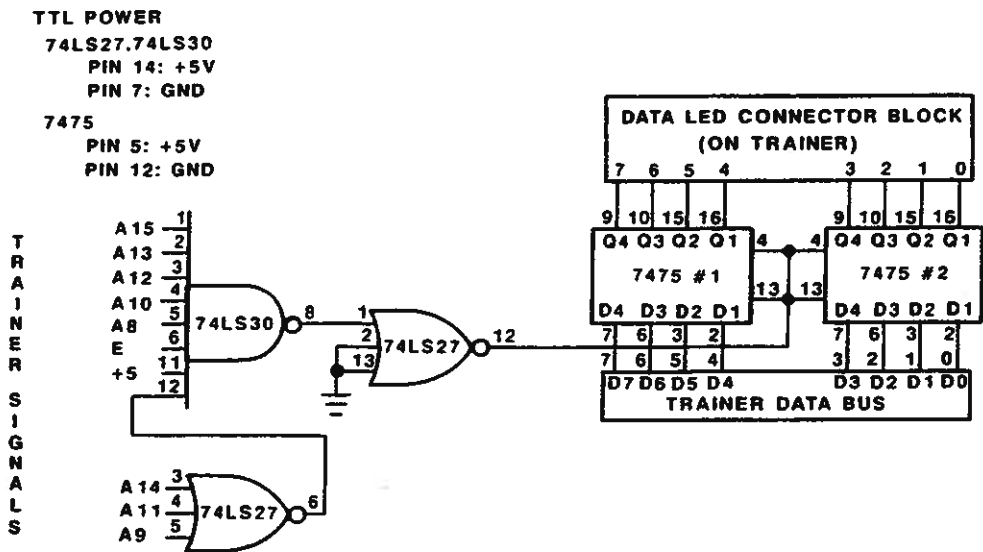 TTL POWER
74LS27.74LS30
PIN 14: +5V
PIN 7: GND
7475
PIN 5: +5V
PIN 12: GND
DATA LED CONNECTOR BLOCK
(ON TRAINER)
7 6 5 4 3 2 1 0
9 10 15 16 9 10 15 16
Q4 Q3 Q2 Q1 4 4 Q4 Q3 Q2 Q1
7475 #1 7475 #2
13 13
D4 D3 D2 D1 D4 D3 D2 D1
7 6 3 2 7 6 3 2
7 6 5 4 3 2 1 0
D7 D6 D5 D4 D3 D2 D1 D0
TRAINER DATA BUS
TRAINER SIGNALS
A15 1
A13 2
A12 3
A10 4
A8 5
E 6
+5 11
12
74LS30 8
1
2
13
74LS27 12
A14 3
A11 4
A9 5
74LS27 6